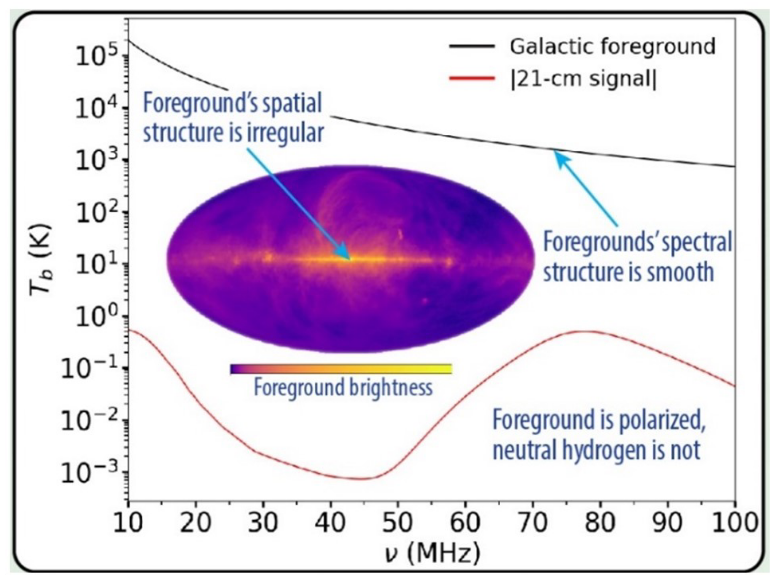 Galactic foreground
|21-cm signal|
Foreground's spatial
structure is irregular
Foregrounds' spectral
structure is smooth
Foreground brightness
Foreground is polarized,
neutral hydrogen is not
T_b (K)
10^5
10^4
10^3
10^2
10^1
10^0
10^-1
10^-2
10^-3
10 20 30 40 50 60 70 80 90 100
ν (MHz)